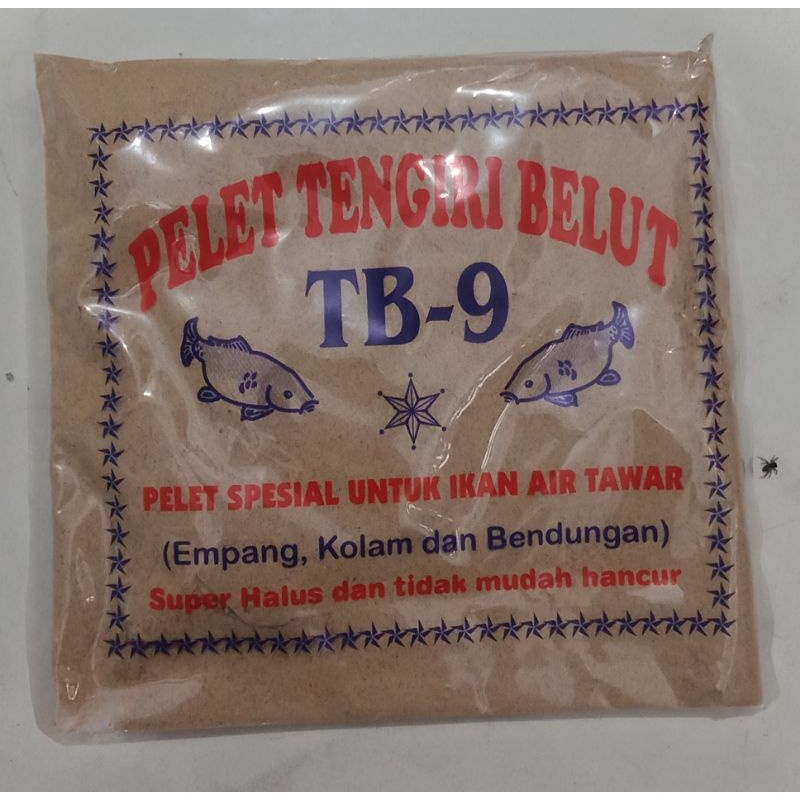 PELET TENGIRI BELUT
TB-9
PELET SPESIAL UNTUK IKAN AIR TAWAR
(Empang, Kolam dan Bendungan)
Super Halus dan tidak mudah hancur